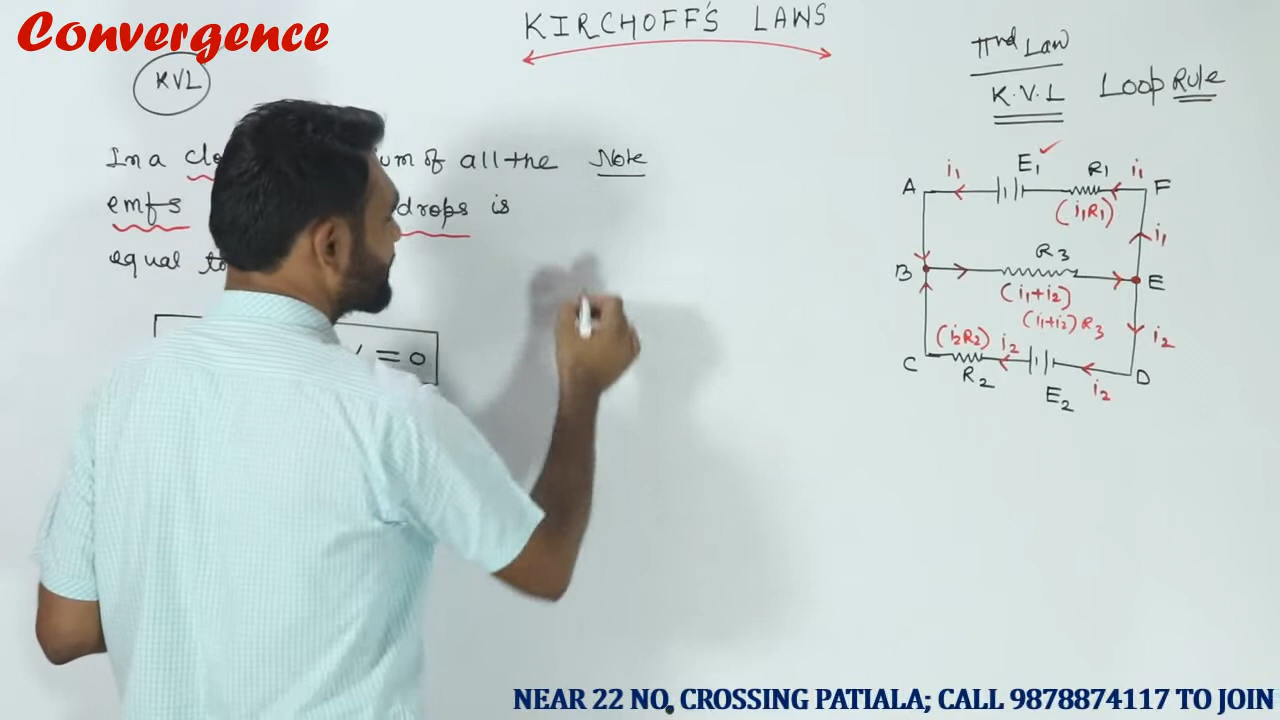 Convergence
KIRCHOFF'S LAWS
KVL
IInd Law
K.V.L Loop Rule
In a of all the
emfs drops is
equal to
= 0
Note
A i1 E1 R1 i1 F
(i1R1)
i1
B R3 E
(i1+i2)
(i1+i2)R3
(i2R2) i2 i2
C R2 E2 i2 D
NEAR 22 NO. CROSSING PATIALA; CALL 9878874117 TO JOIN